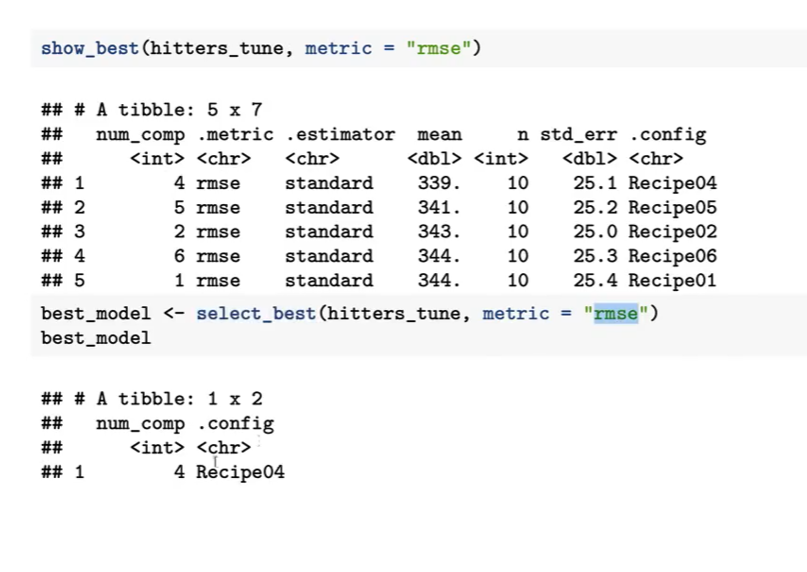 show_best(hitters_tune, metric = "rmse")
## # A tibble: 5 x 7
##   num_comp .metric .estimator  mean     n std_err .config
##      <int> <chr>   <chr>      <dbl> <int>   <dbl> <chr>
## 1        4 rmse    standard    339.    10    25.1 Recipe04
## 2        5 rmse    standard    341.    10    25.2 Recipe05
## 3        2 rmse    standard    343.    10    25.0 Recipe02
## 4        6 rmse    standard    344.    10    25.3 Recipe06
## 5        1 rmse    standard    344.    10    25.4 Recipe01
best_model <- select_best(hitters_tune, metric = "rmse")
best_model
## # A tibble: 1 x 2
##   num_comp .config
##      <int> <chr>
## 1        4 Recipe04